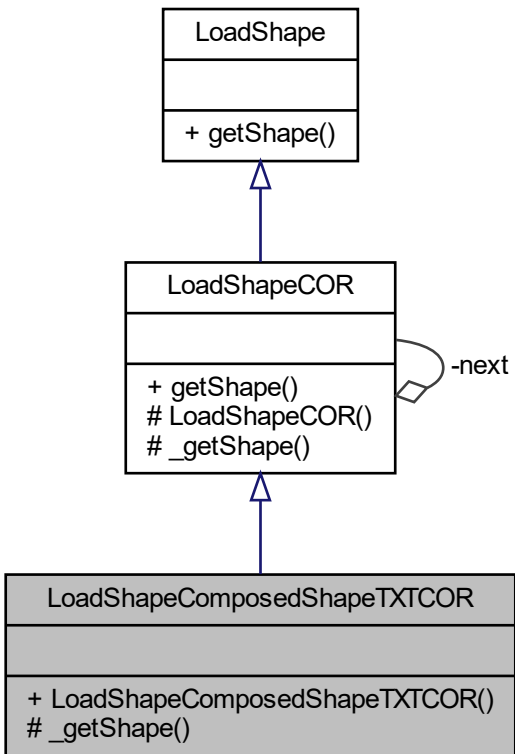 LoadShape
+ getShape()
LoadShapeCOR
-next
+ getShape()
# LoadShapeCOR()
# _getShape()
LoadShapeComposedShapeTXTCOR
+ LoadShapeComposedShapeTXTCOR()
# _getShape()